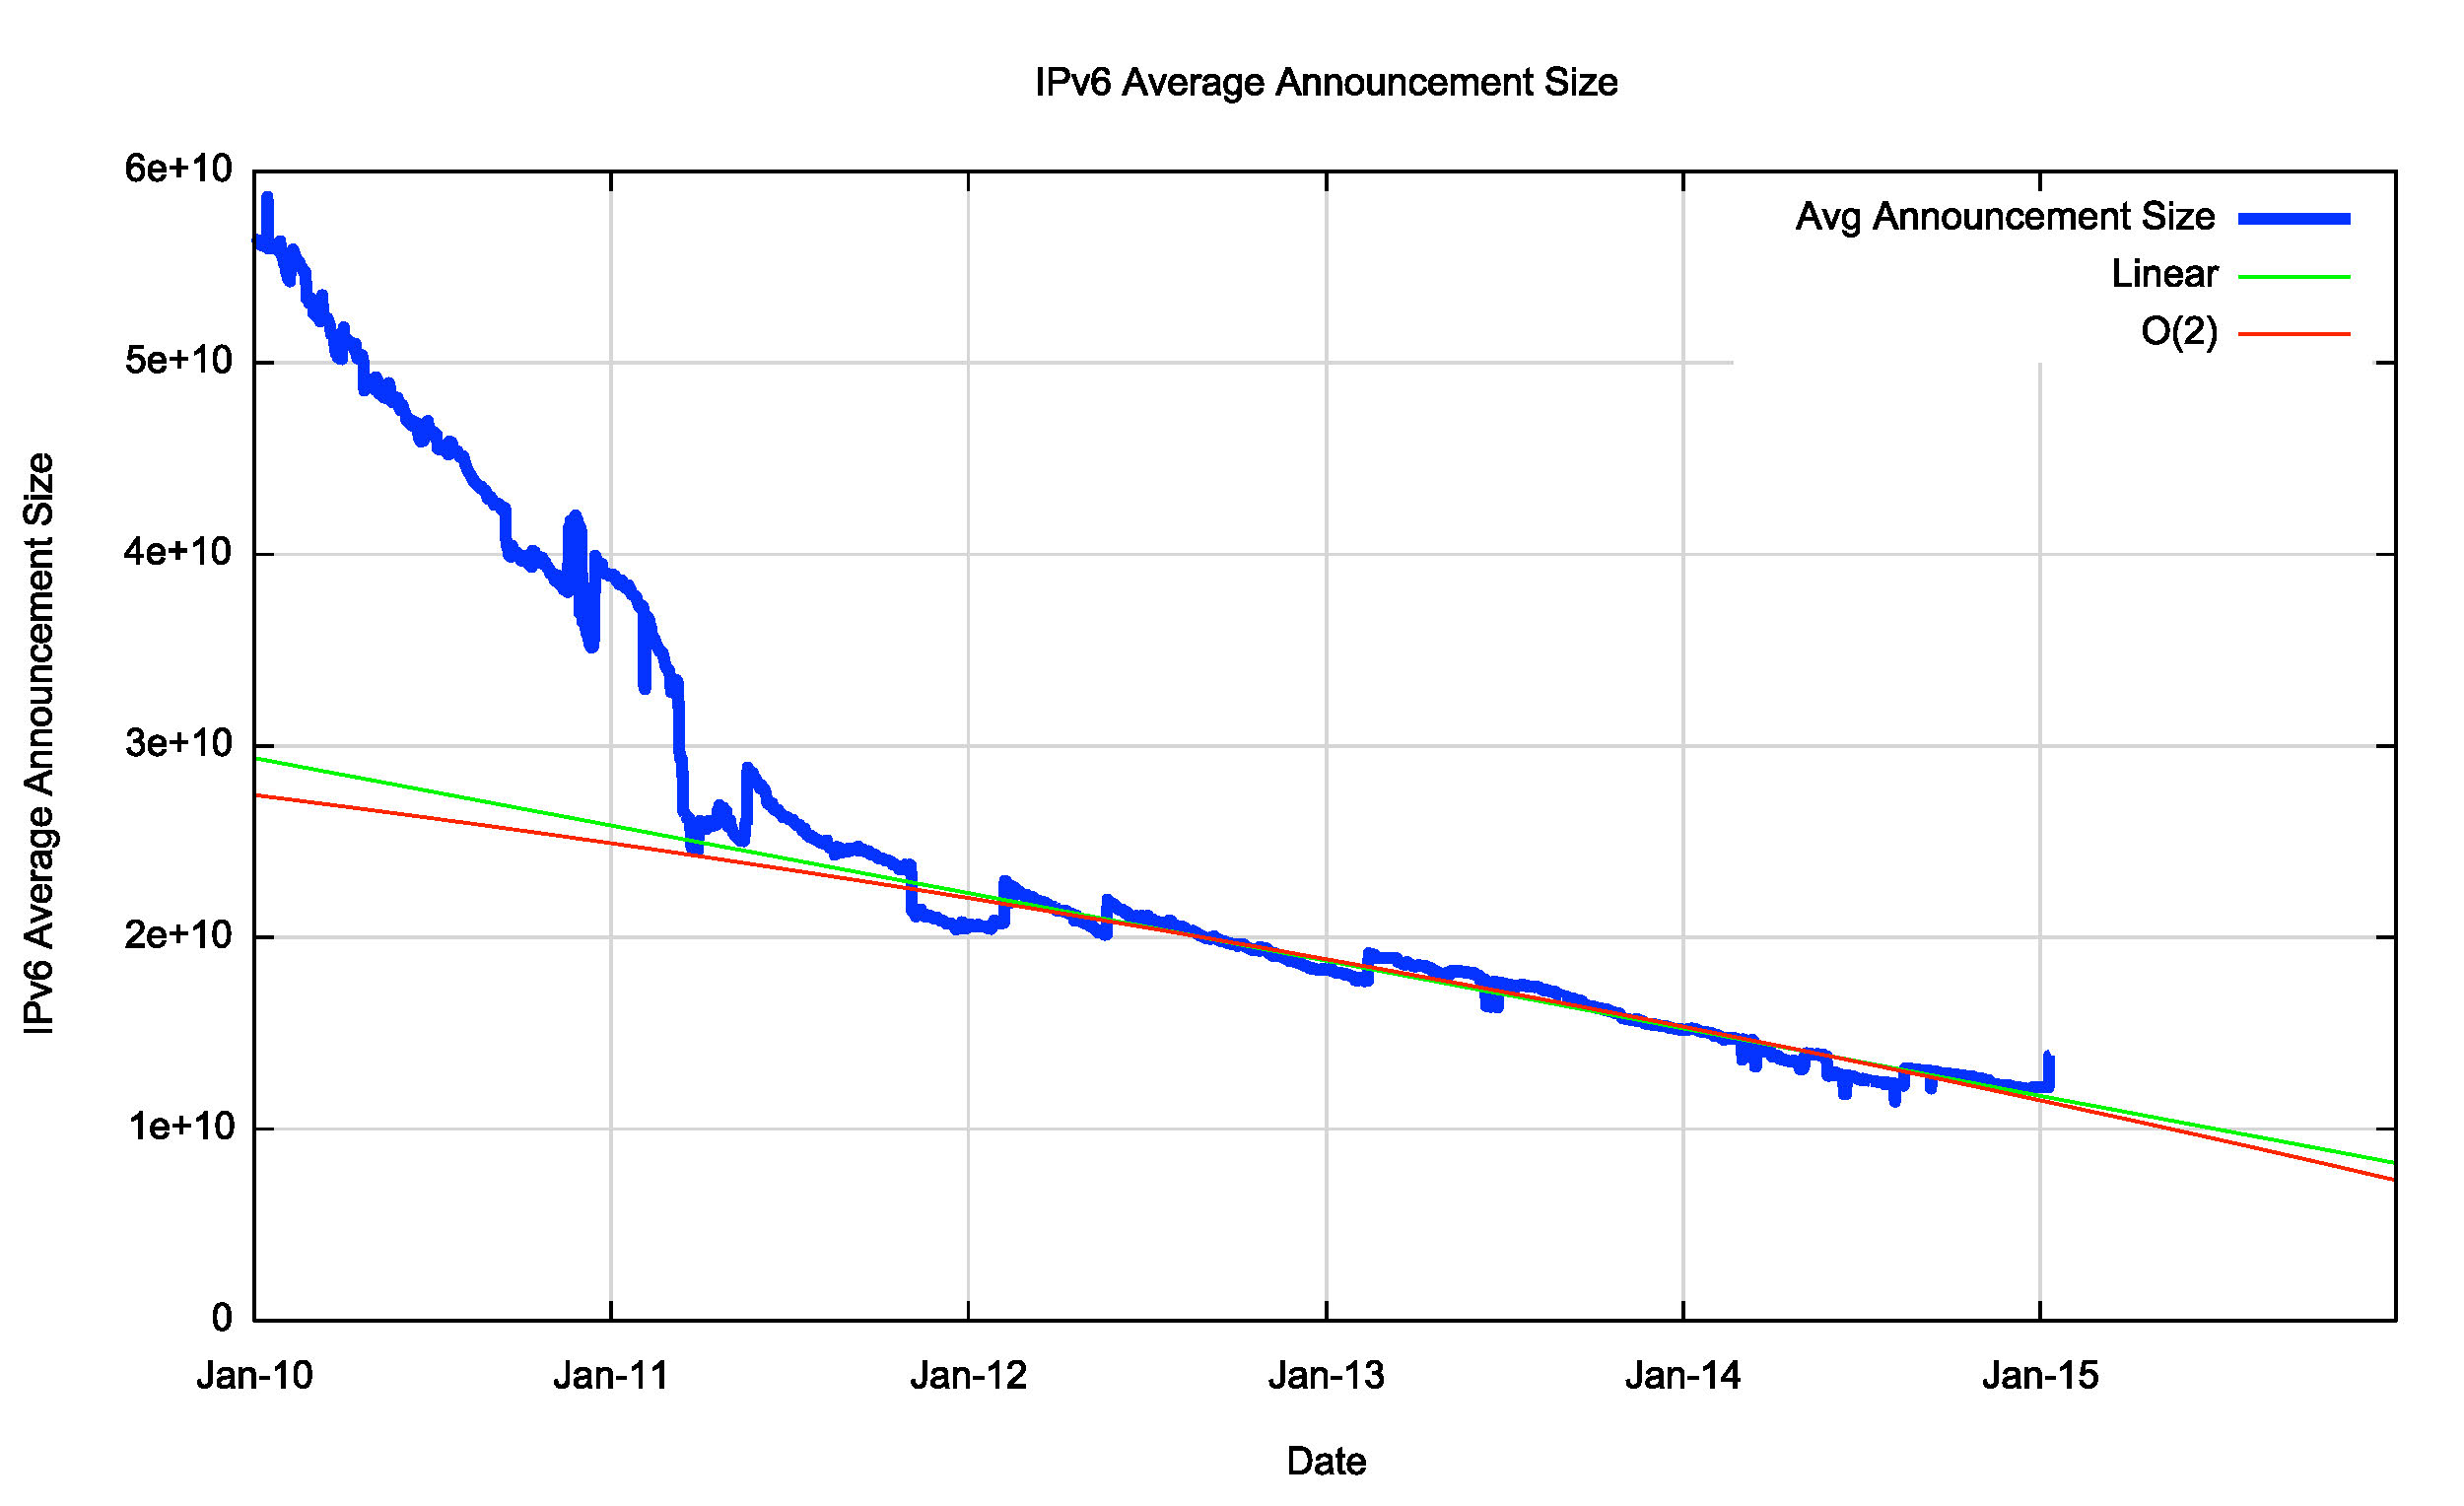 IPv6 Average Announcement Size
6e+10
5e+10
4e+10
3e+10
2e+10
1e+10
0
IPv6 Average Announcement Size
Avg Announcement Size
Linear
O(2)
Jan-10
Jan-11
Jan-12
Jan-13
Jan-14
Jan-15
Date